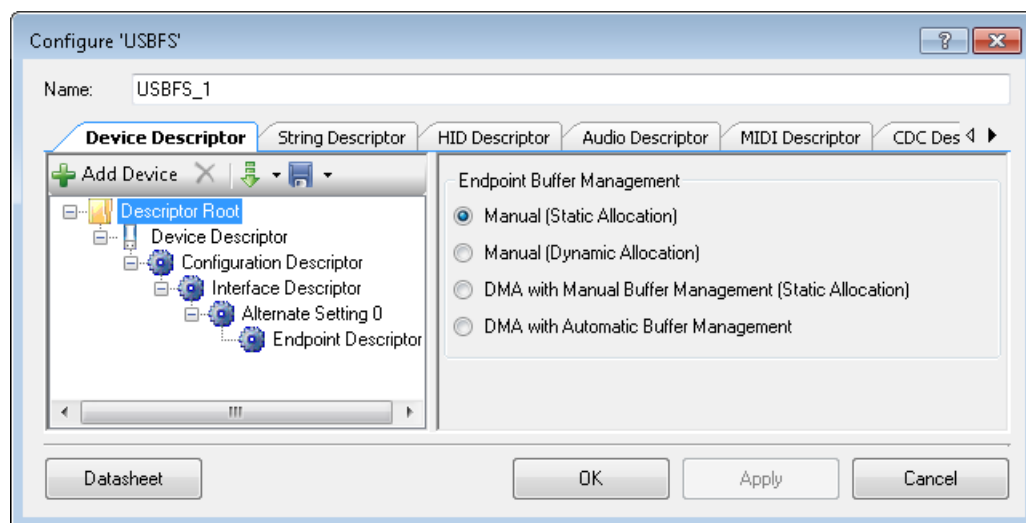 Configure 'USBFS'
Name: USBFS_1
Device Descriptor String Descriptor HID Descriptor Audio Descriptor MIDI Descriptor CDC Des
Add Device
Descriptor Root
Device Descriptor
Configuration Descriptor
Interface Descriptor
Alternate Setting 0
Endpoint Descriptor
Endpoint Buffer Management
Manual (Static Allocation)
Manual (Dynamic Allocation)
DMA with Manual Buffer Management (Static Allocation)
DMA with Automatic Buffer Management
Datasheet OK Apply Cancel